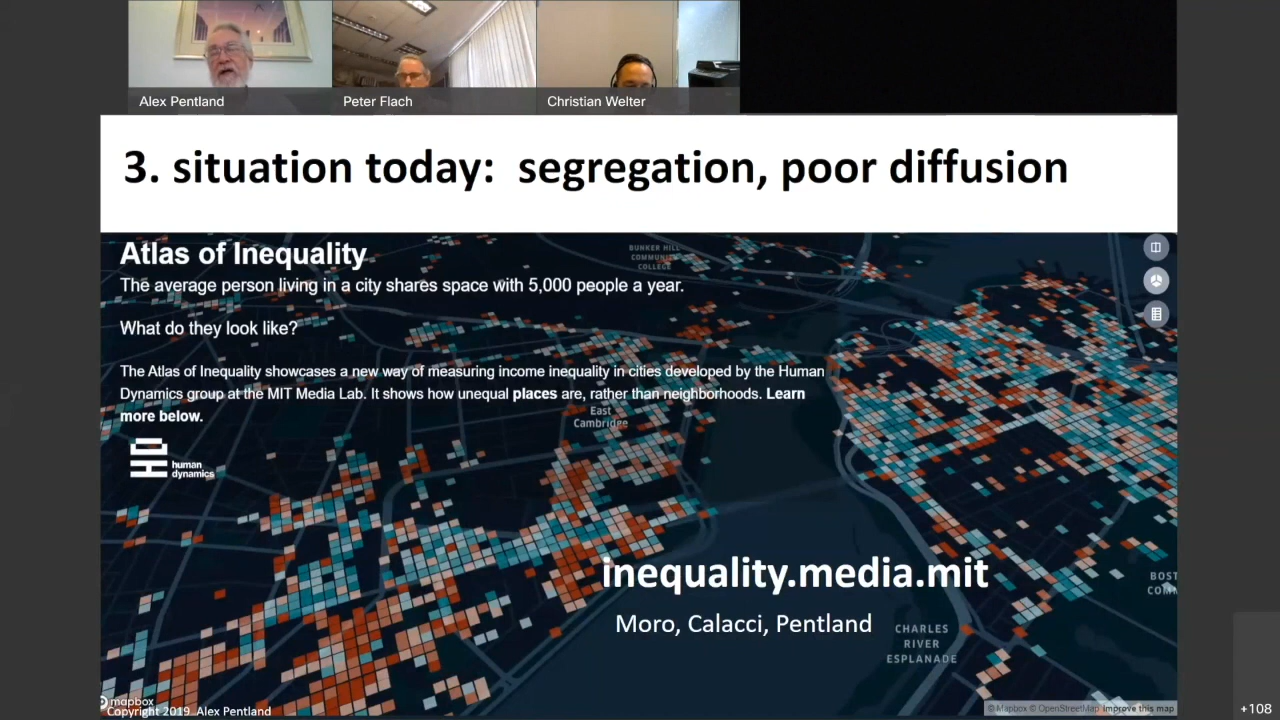 Alex Pentland
Peter Flach
Christian Welter
3. situation today: segregation, poor diffusion
Atlas of Inequality
The average person living in a city shares space with 5,000 people a year.
What do they look like?
The Atlas of Inequality showcases a new way of measuring income inequality in cities developed by the Human
Dynamics group at the MIT Media Lab. It shows how unequal places are, rather than neighborhoods. Learn
more below.
human
dynamics
BUNKER HILL
COMMUNITY
COLLEGE
East
Cambridge
inequality.media.mit
Moro, Calacci, Pentland
CHARLES
RIVER
ESPLANADE
BOST
COM
mapbox
Copyright 2019 Alex Pentland
© Mapbox © OpenStreetMap Improve this map
+108